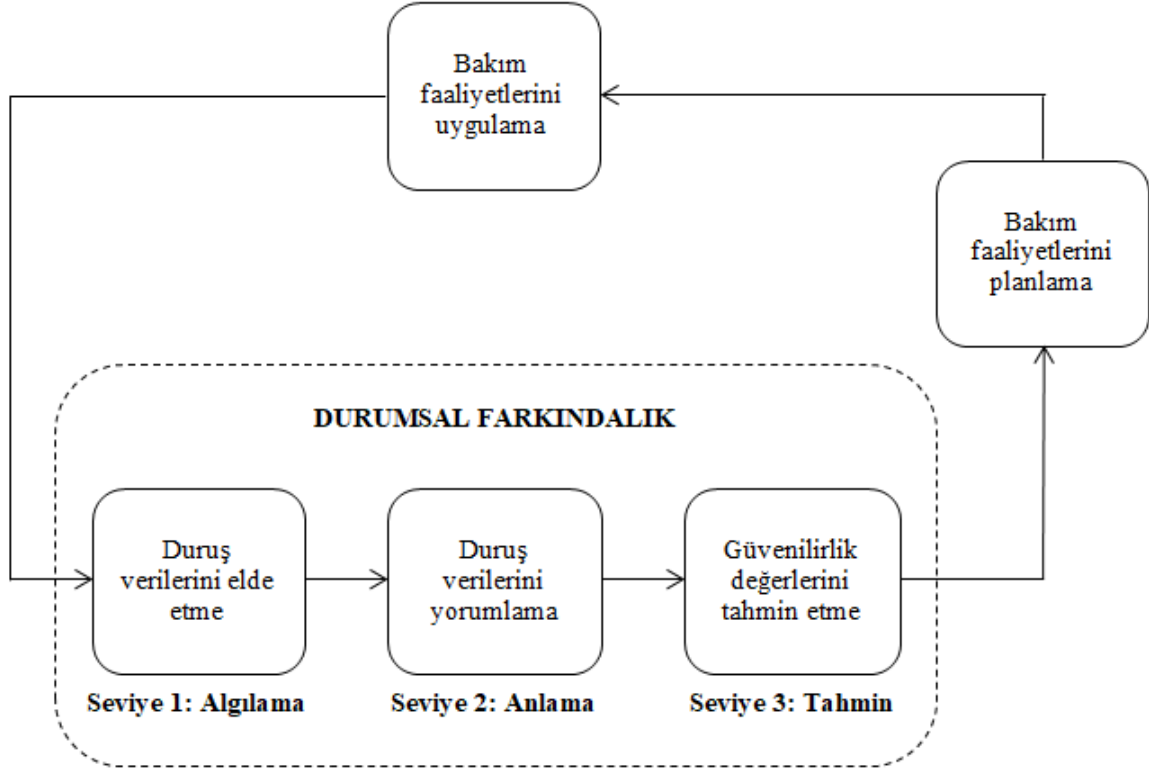 Bakım
faaliyetlerini
uygulama
Bakım
faaliyetlerini
planlama
DURUMSAL FARKINDALIK
Duruş
verilerini elde
etme
Duruş
verilerini
yorumlama
Güvenilirlik
değerlerini
tahmin etme
Seviye 1: Algılama
Seviye 2: Anlama
Seviye 3: Tahmin